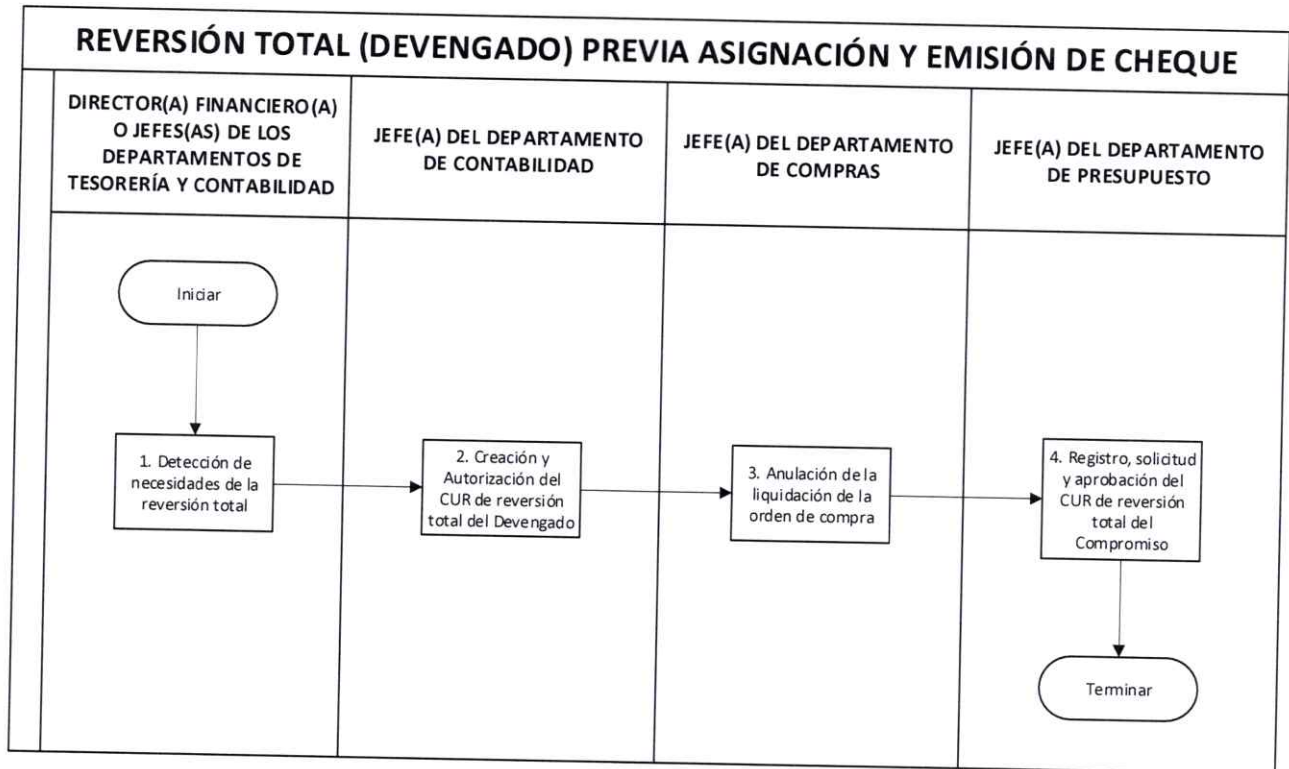 REVERSIÓN TOTAL (DEVENGADO) PREVIA ASIGNACIÓN Y EMISIÓN DE CHEQUE
DIRECTOR(A) FINANCIERO(A)
O JEFES(AS) DE LOS
DEPARTAMENTOS DE
TESORERÍA Y CONTABILIDAD
JEFE(A) DEL DEPARTAMENTO
DE CONTABILIDAD
JEFE(A) DEL DEPARTAMENTO
DE COMPRAS
JEFE(A) DEL DEPARTAMENTO
DE PRESUPUESTO
Iniciar
1. Detección de
necesidades de la
reversión total
2. Creación y
Autorización del
CUR de reversión
total del Devengado
3. Anulación de la
liquidación de la
orden de compra
4. Registro, solicitud
y aprobación del
CUR de reversión
total del
Compromiso
Terminar